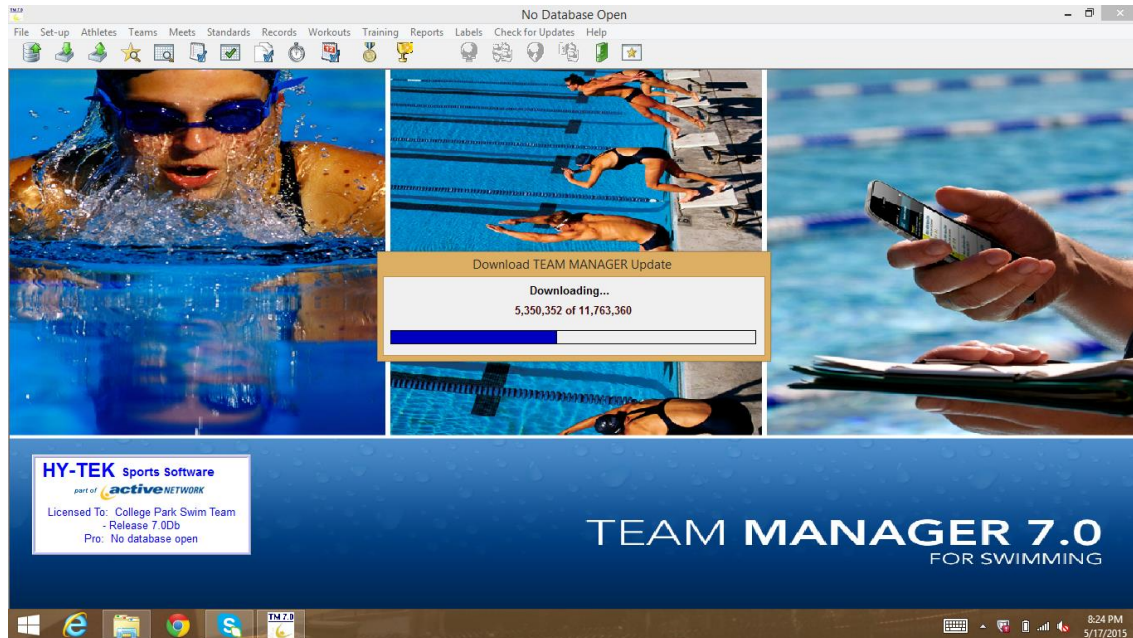 TM 7.0
No Database Open
File Set-up Athletes Teams Meets Standards Records Workouts Training Reports Labels Check for Updates Help
Download TEAM MANAGER Update
Downloading...
5,350,352 of 11,763,360
HY-TEK Sports Software
part of active NETWORK
Licensed To: College Park Swim Team
- Release 7.0Db
Pro: No database open
TEAM MANAGER 7.0
FOR SWIMMING
TM 7.0
8:24 PM
5/17/2015